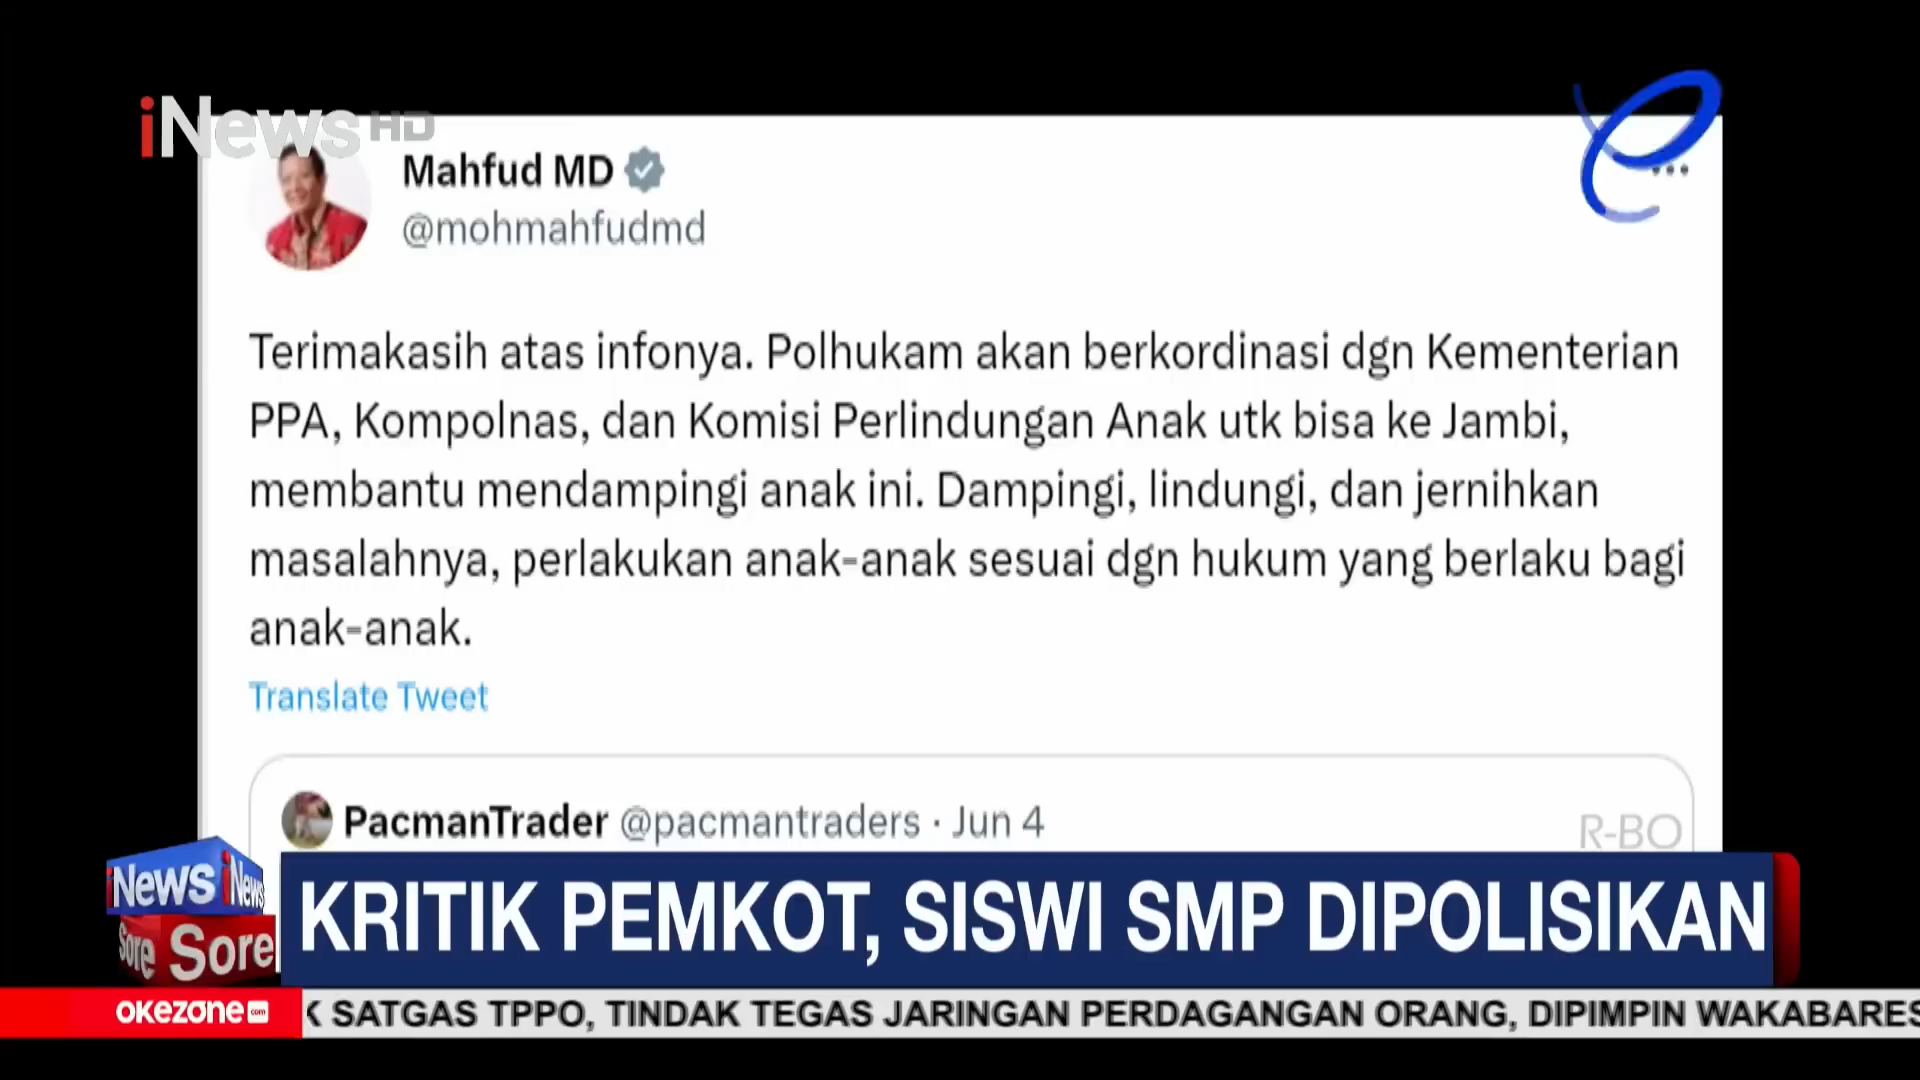 iNews HD
Mahfud MD
@mohmahfudmd
Terimakasih atas infonya. Polhukam akan berkordinasi dgn Kementerian
PPA, Kompolnas, dan Komisi Perlindungan Anak utk bisa ke Jambi,
membantu mendampingi anak ini. Dampingi, lindungi, dan jernihkan
masalahnya, perlakukan anak-anak sesuai dgn hukum yang berlaku bagi
anak-anak.
Translate Tweet
PacmanTrader @pacmantraders · Jun 4
R-BO
iNews iNews
Sore Sore
KRITIK PEMKOT, SISWI SMP DIPOLISIKAN
okezone.com
K SATGAS TPPO, TINDAK TEGAS JARINGAN PERDAGANGAN ORANG, DIPIMPIN WAKABARES